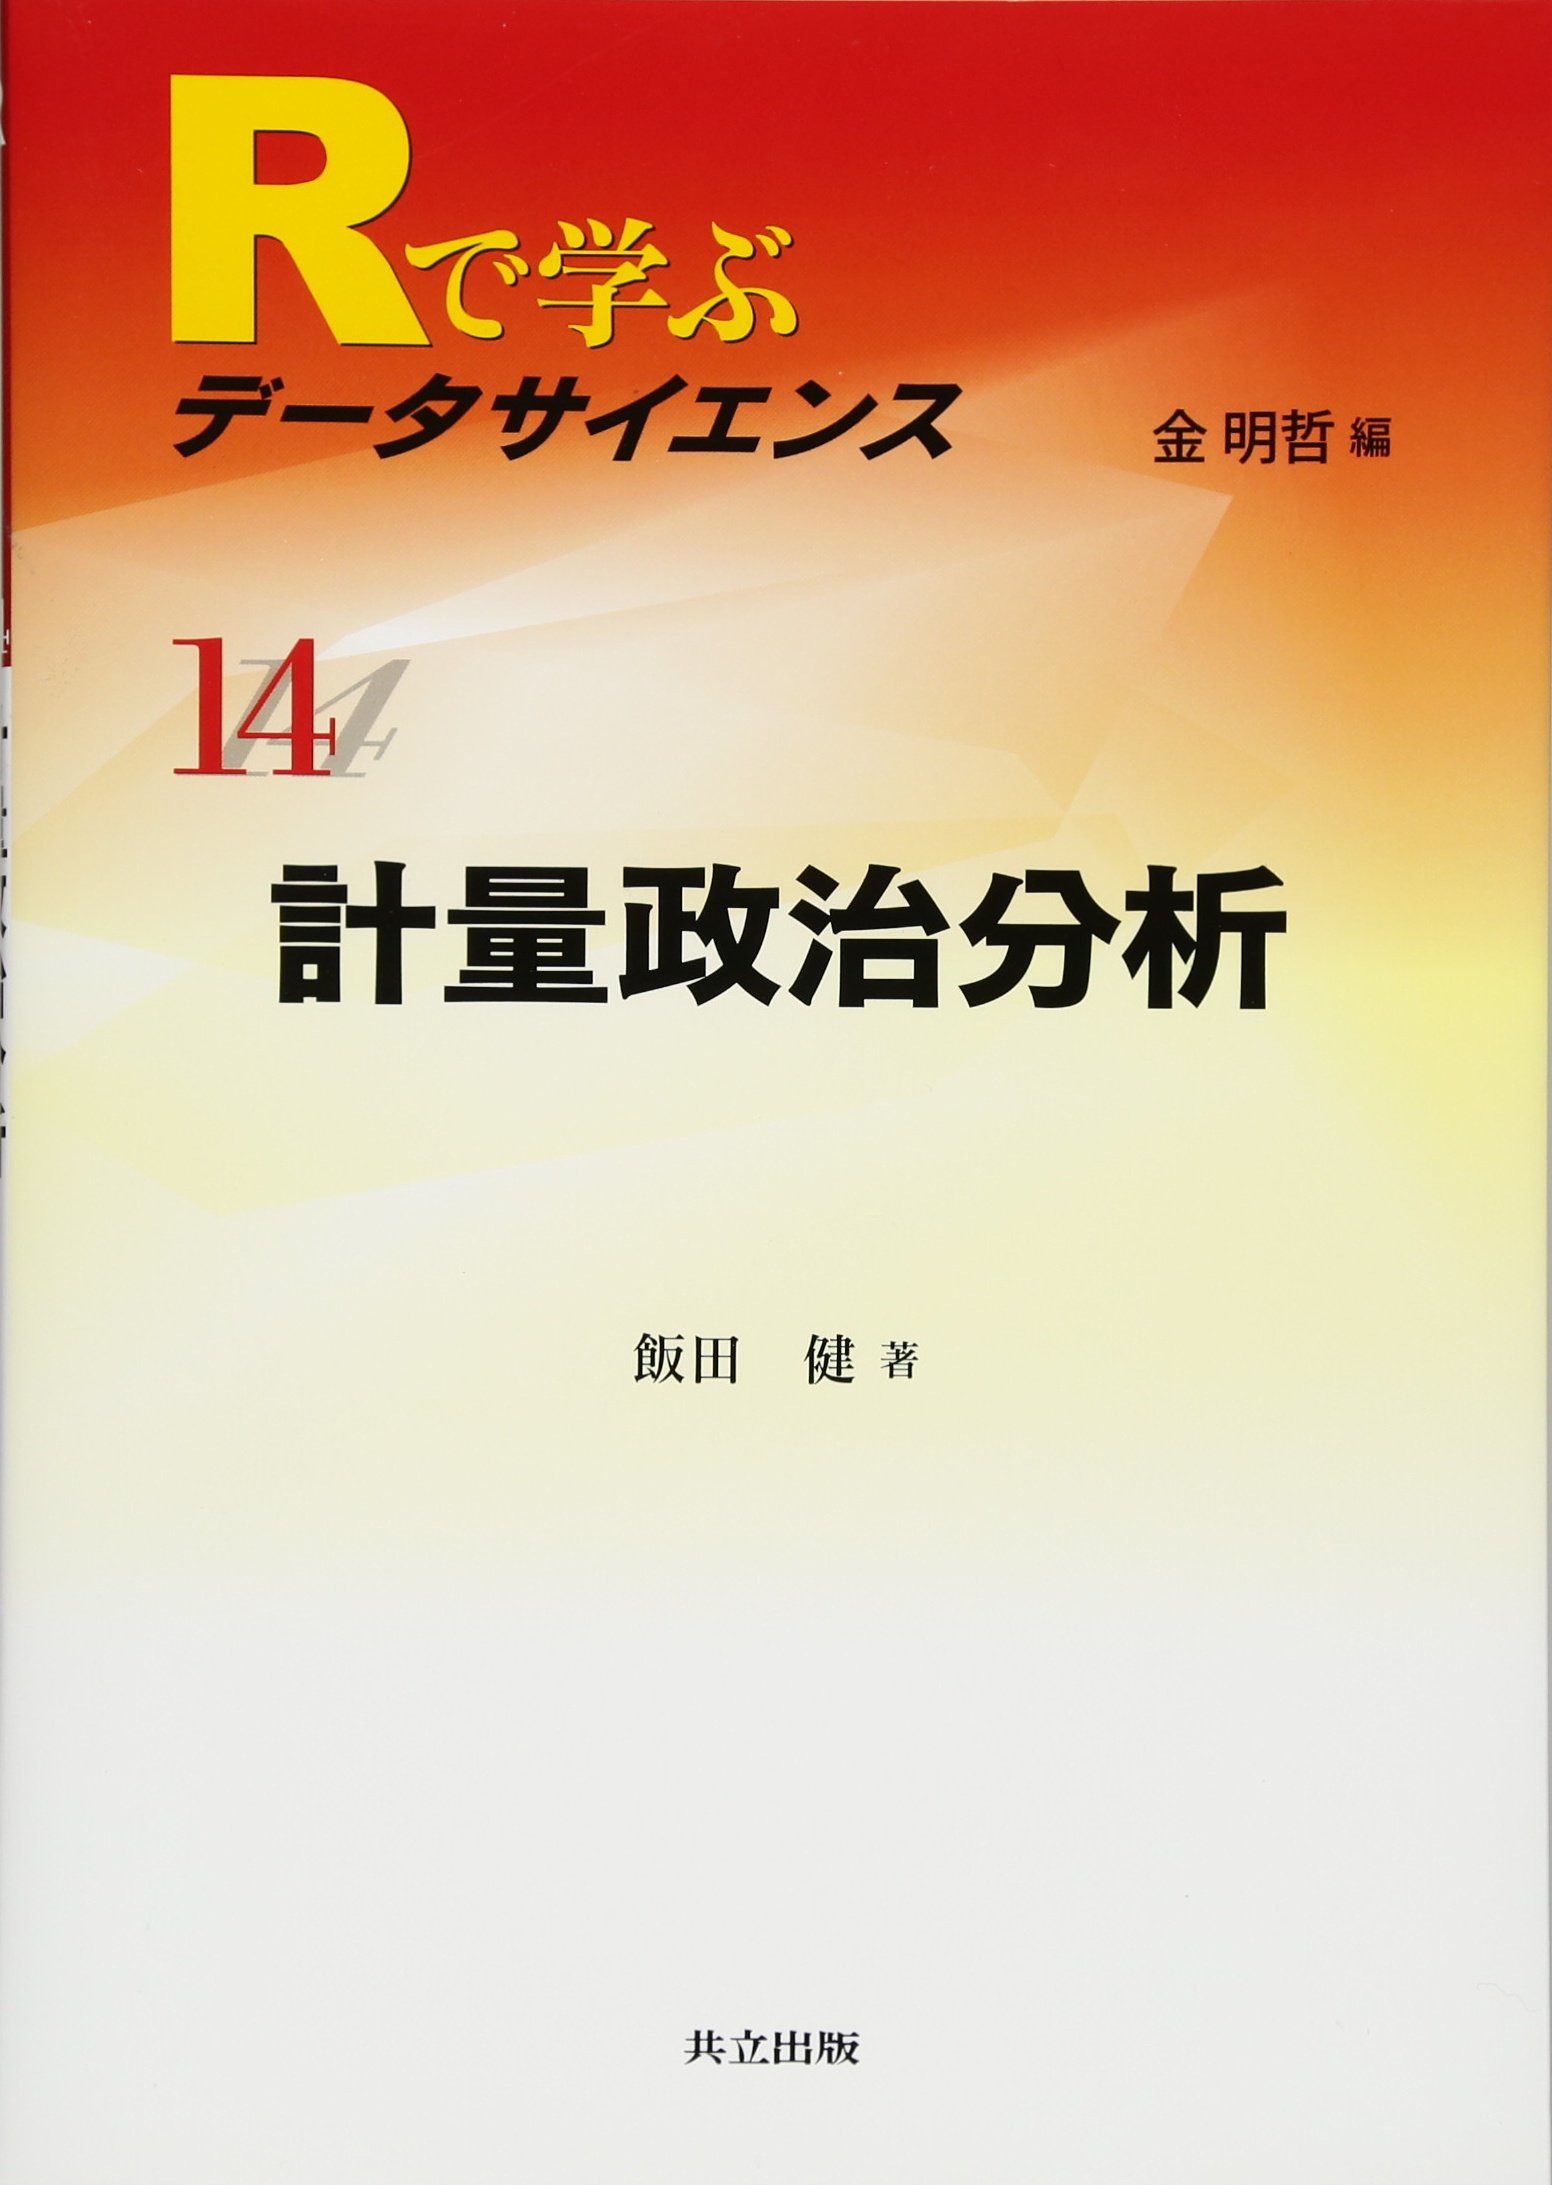 Rで学ぶ
データサイエンス
金 明哲 編
14
計量政治分析
飯田 健 著
共立出版